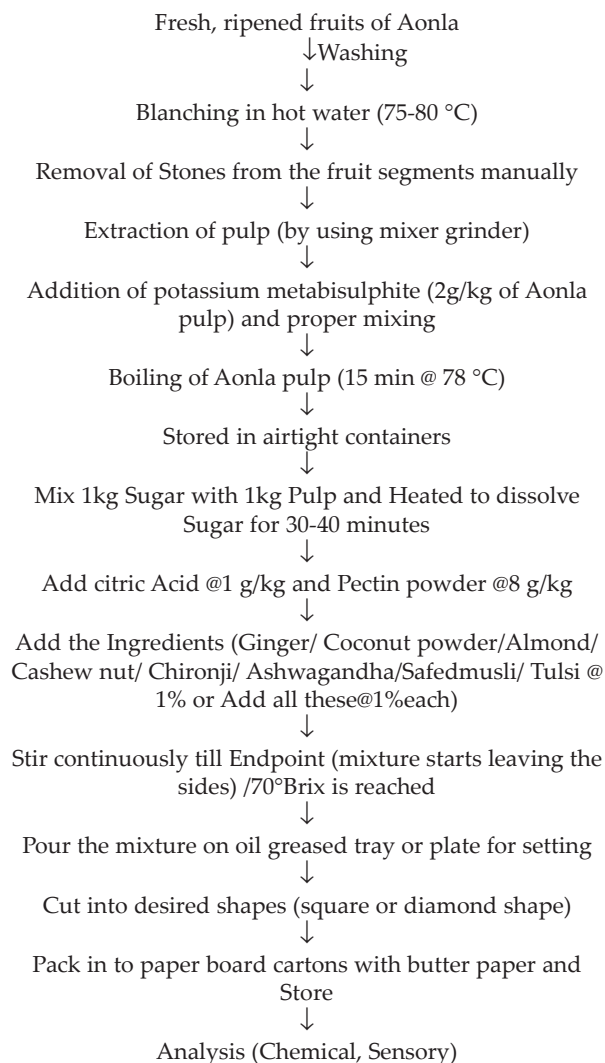 Fresh, ripened fruits of Aonla
↓Washing
↓
Blanching in hot water (75-80 °C)
↓
Removal of Stones from the fruit segments manually
↓
Extraction of pulp (by using mixer grinder)
↓
Addition of potassium metabisulphite (2g/kg of Aonla
pulp) and proper mixing
↓
Boiling of Aonla pulp (15 min @ 78 °C)
↓
Stored in airtight containers
↓
Mix 1kg Sugar with 1kg Pulp and Heated to dissolve
Sugar for 30-40 minutes
↓
Add citric Acid @1 g/kg and Pectin powder @8 g/kg
↓
Add the Ingredients (Ginger/ Coconut powder/Almond/
Cashew nut/ Chironji/ Ashwagandha/Safedmusli/ Tulsi @
1% or Add all these@1%each)
↓
Stir continuously till Endpoint (mixture starts leaving the
sides) /70°Brix is reached
↓
Pour the mixture on oil greased tray or plate for setting
↓
Cut into desired shapes (square or diamond shape)
↓
Pack in to paper board cartons with butter paper and
Store
↓
Analysis (Chemical, Sensory)